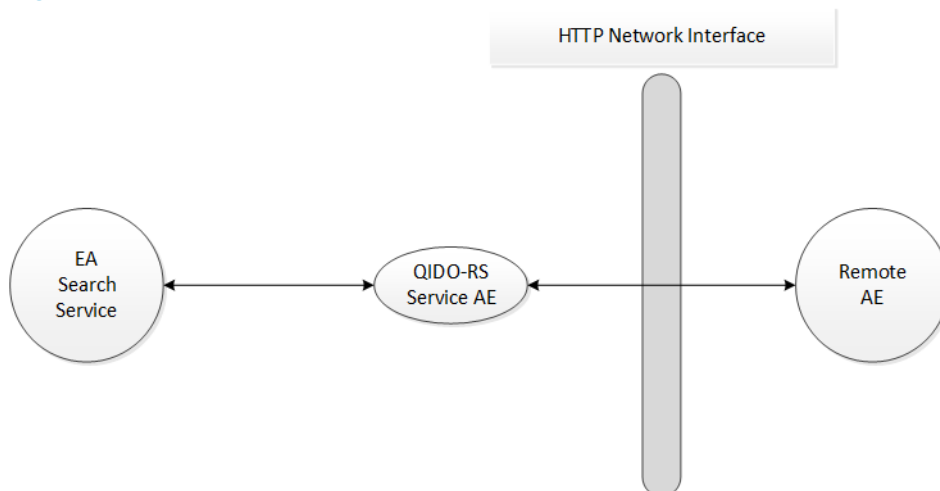 HTTP Network Interface
EA
Search
Service
QIDO-RS
Service AE
Remote
AE